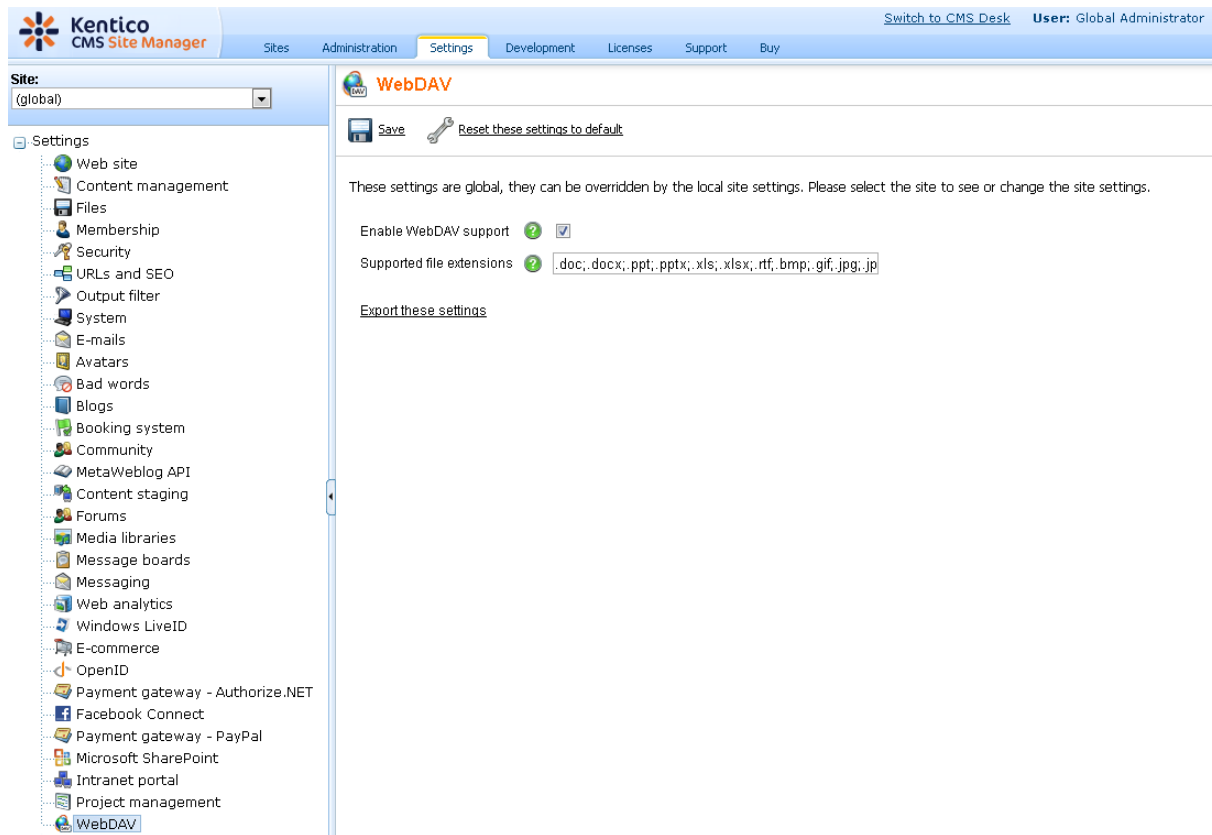 Kentico
CMS Site Manager
Switch to CMS Desk User: Global Administrator
Sites Administration Settings Development Licenses Support Buy
Site:
(global)
Settings
Web site
Content management
Files
Membership
Security
URLs and SEO
Output filter
System
E-mails
Avatars
Bad words
Blogs
Booking system
Community
MetaWeblog API
Content staging
Forums
Media libraries
Message boards
Messaging
Web analytics
Windows LiveID
E-commerce
OpenID
Payment gateway - Authorize.NET
Facebook Connect
Payment gateway - PayPal
Microsoft SharePoint
Intranet portal
Project management
WebDAV
WebDAV
Save Reset these settings to default
These settings are global, they can be overridden by the local site settings. Please select the site to see or change the site settings.
Enable WebDAV support
Supported file extensions .doc;.docx;.ppt;.pptx;.xls;.xlsx;.rtf;.bmp;.gif;.jpg;.jp
Export these settings